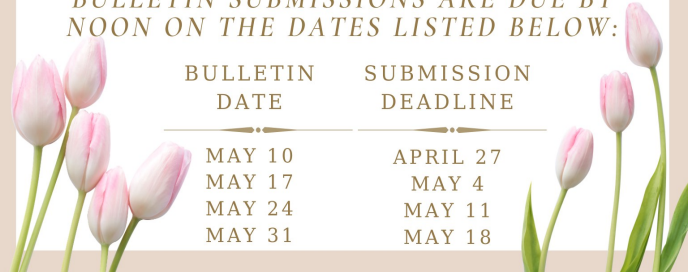 BULLETIN SUBMISSIONS ARE DUE BY
NOON ON THE DATES LISTED BELOW:
BULLETIN DATE
SUBMISSION DEADLINE
MAY 10 APRIL 27
MAY 17 MAY 4
MAY 24 MAY 11
MAY 31 MAY 18